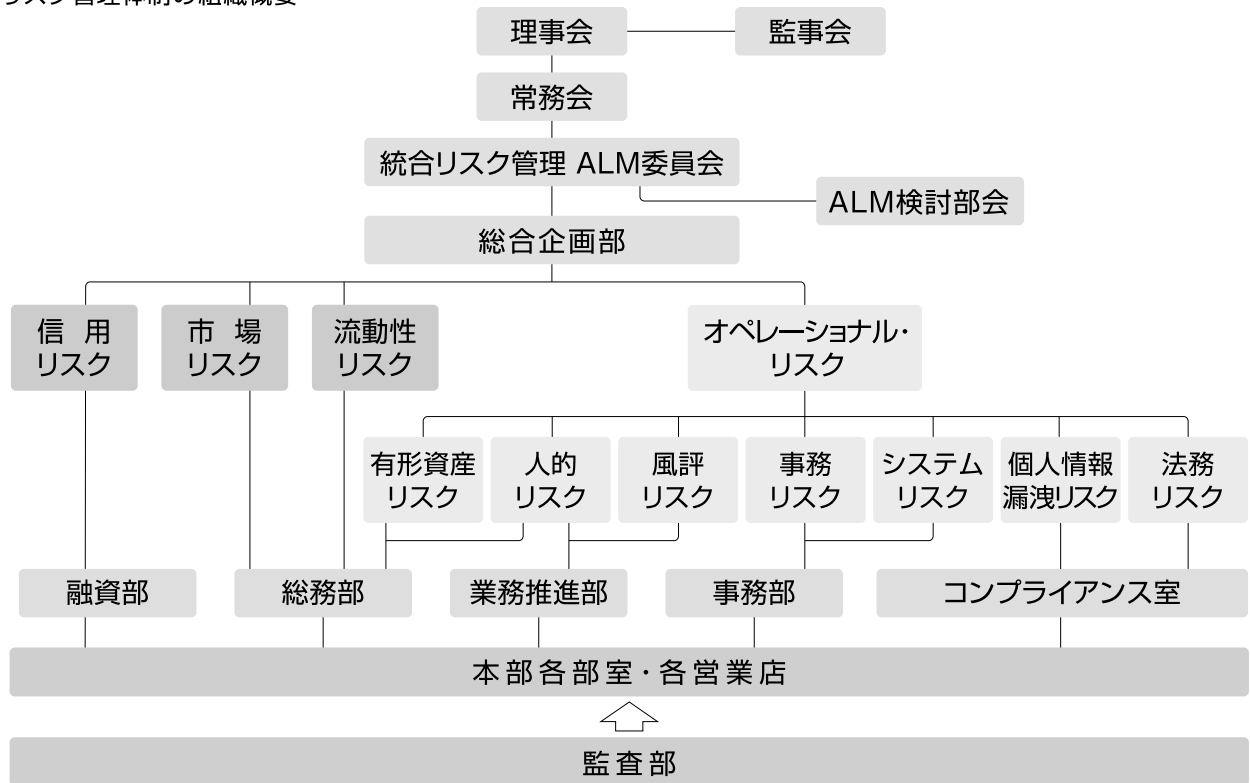 リスク管理体制の組織概要
理事会
監事会
常務会
統合リスク管理 ALM委員会
ALM検討部会
総合企画部
信 用
リスク
市 場
リスク
流動性
リスク
オペレーショナル・
リスク
有形資産
リスク
人的
リスク
風評
リスク
事務
リスク
システム
リスク
個人情報
漏洩リスク
法務
リスク
融資部
総務部
業務推進部
事務部
コンプライアンス室
本部各部室・各営業店
監査部